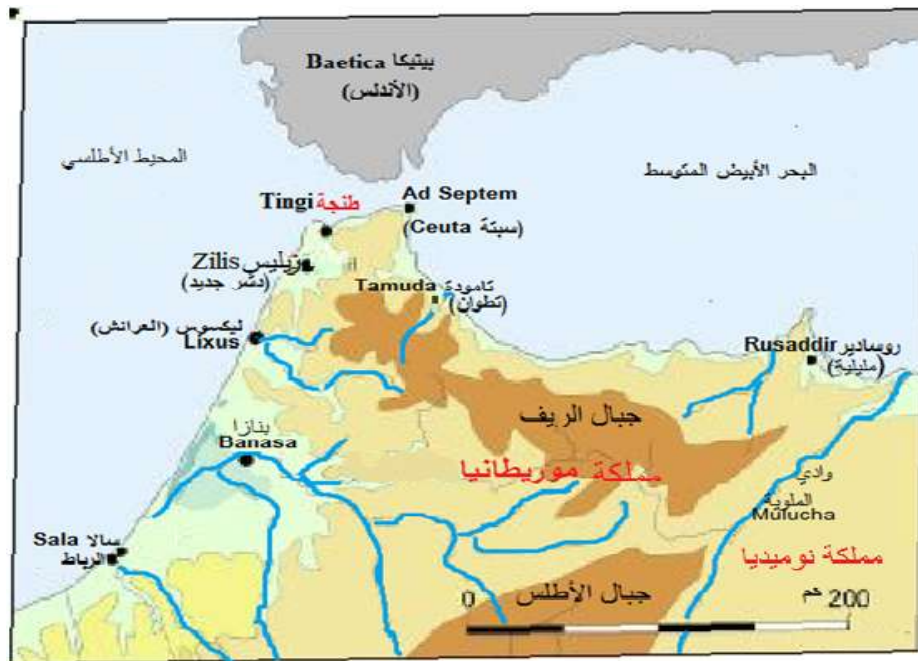 بيتيكا Baetica
(الأندلس)
المحيط الأطلسي
البحر الأبيض المتوسط
Ad Septem
(سبتة Ceuta)
Tingi طنجة
زيليس Zilis
(دشر جديد)
il
تامودة Tamuda
(تطوان)
ليكسوس (العرائش)
Lixus
روسادير Rusaddir
(مليلية)
جبال الريف
بنازا
Banasa
مملكة موريطانيا
وادي
الملوية
Mulucha
سالا Sala
الرباط
مملكة نوميديا
جبال الأطلس
0
كم
200